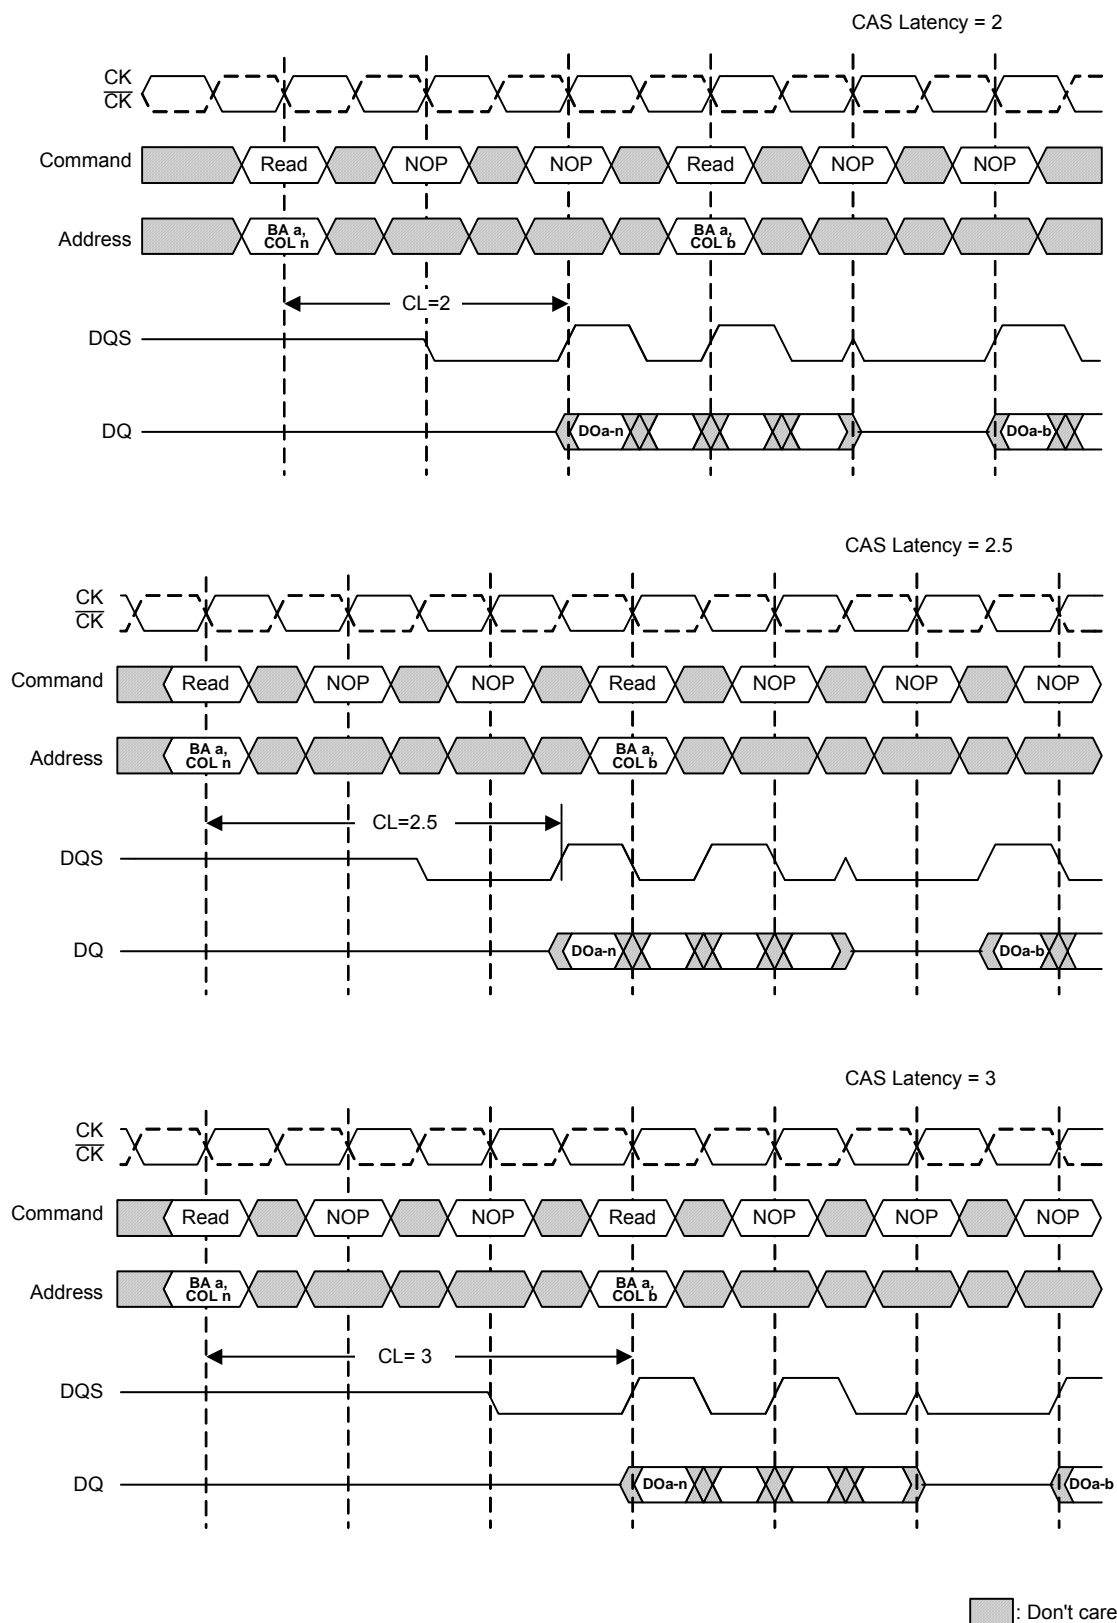 CAS Latency = 2
CK
CK
Command Read NOP NOP Read NOP NOP
Address BA a, COL n BA a, COL b
CL=2
DQS
DQ DOa-n DOa-b
CAS Latency = 2.5
CK
CK
Command Read NOP NOP Read NOP NOP NOP
Address BA a, COL n BA a, COL b
CL=2.5
DQS
DQ DOa-n DOa-b
CAS Latency = 3
CK
CK
Command Read NOP NOP Read NOP NOP NOP
Address BA a, COL n BA a, COL b
CL= 3
DQS
DQ DOa-n DOa-b
: Don't care